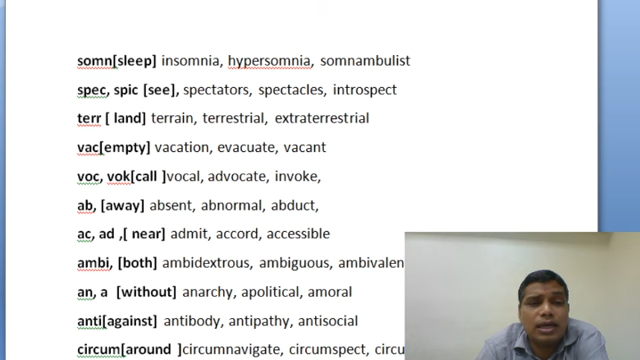 somn[sleep] insomnia, hypersomnia, somnambulist
spec, spic [see], spectators, spectacles, introspect
terr [ land] terrain, terrestrial, extraterrestrial
vac[empty] vacation, evacuate, vacant
voc, vok[call ]vocal, advocate, invoke,
ab, [away] absent, abnormal, abduct,
ac, ad ,[ near] admit, accord, accessible
ambi, [both] ambidextrous, ambiguous, ambivalen
an, a [without] anarchy, apolitical, amoral
anti[against] antibody, antipathy, antisocial
circum[around ]circumnavigate, circumspect, circu